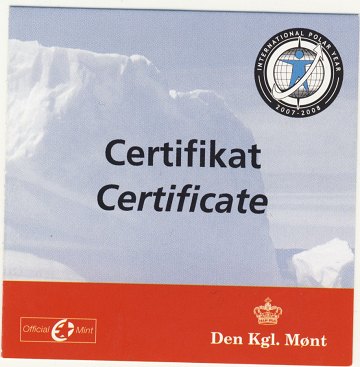 INTERNATIONAL POLAR YEAR
2007-2008
Certifikat
Certificate
Official Mint
Den Kgl. Mønt